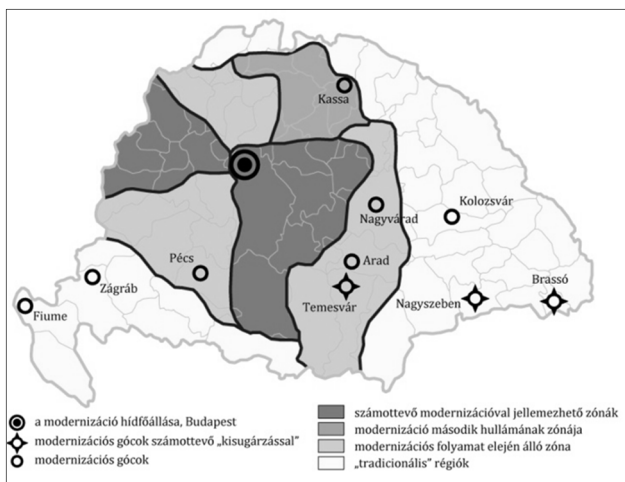 Kassa
Nagyvárad
Kolozsvár
Pécs
Arad
Zágráb
Temesvár
Nagyszeben
Brassó
Fiume
a modernizáció hídfőállása, Budapest
modernizációs gócok számottevő „kisugárzással”
modernizációs gócok
számottevő modernizációval jellemezhető zónák
modernizáció második hullámának zónája
modernizációs folyamat elején álló zóna
„tradicionális” régiók